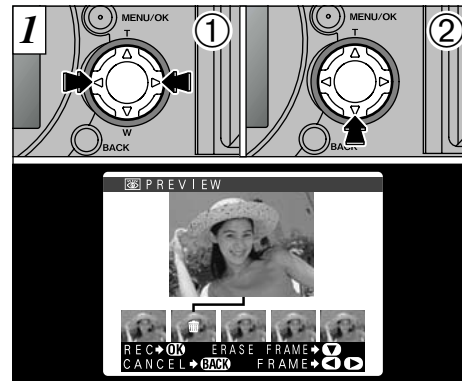 1
MENU/OK
T
①
W
BACK
MENU/OK
T
②
BACK
PREVIEW
REC OK ERASE FRAME
CANCEL BACK FRAME